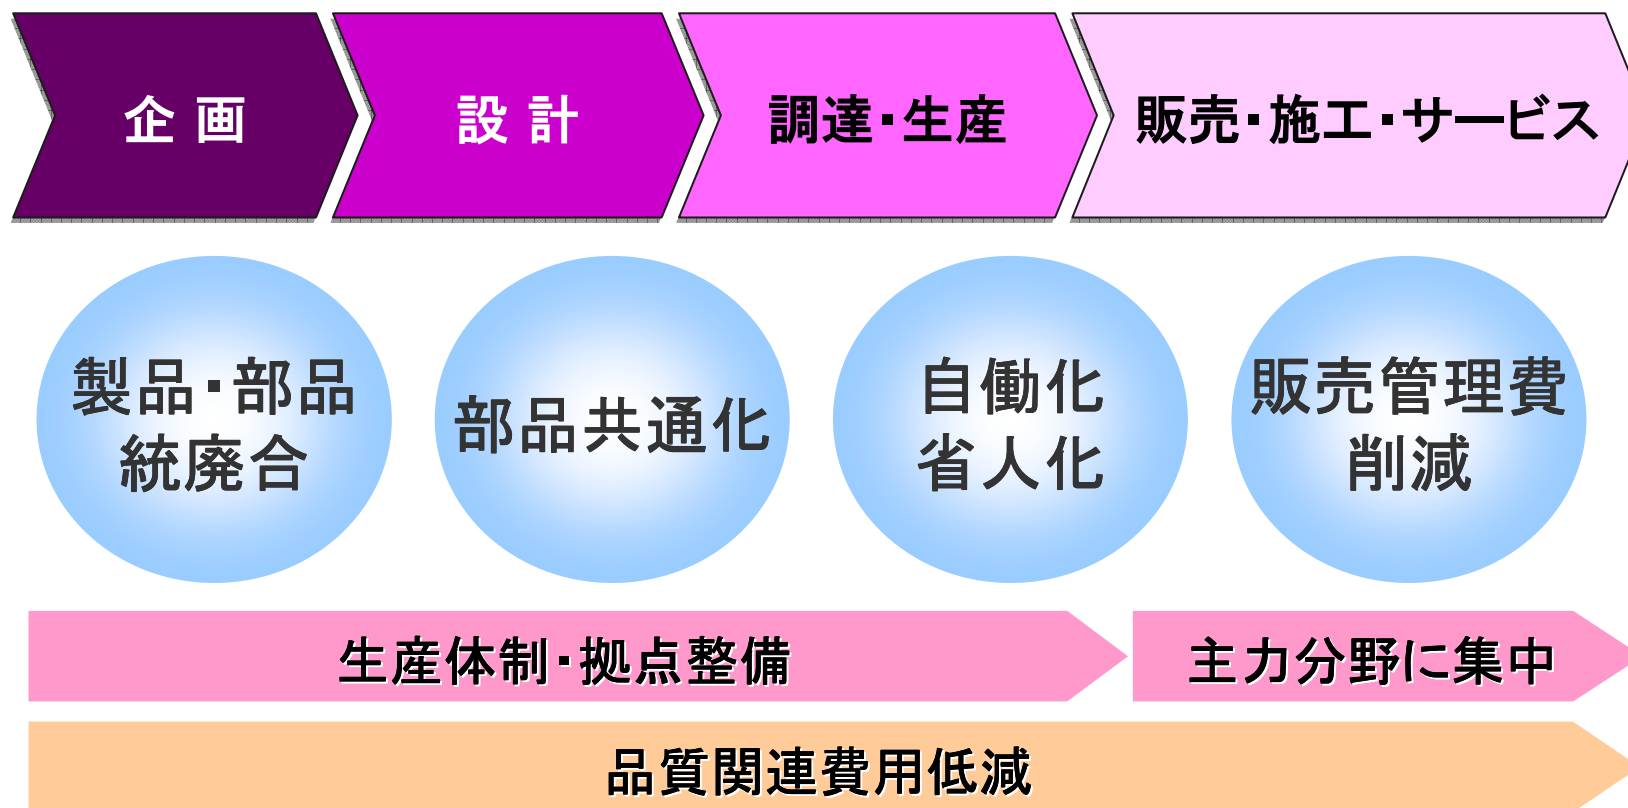 企 画
設 計
調達・生産
販売・施工・サービス
製品・部品
統廃合
部品共通化
自働化
省人化
販売管理費
削減
生産体制・拠点整備
主力分野に集中
品質関連費用低減